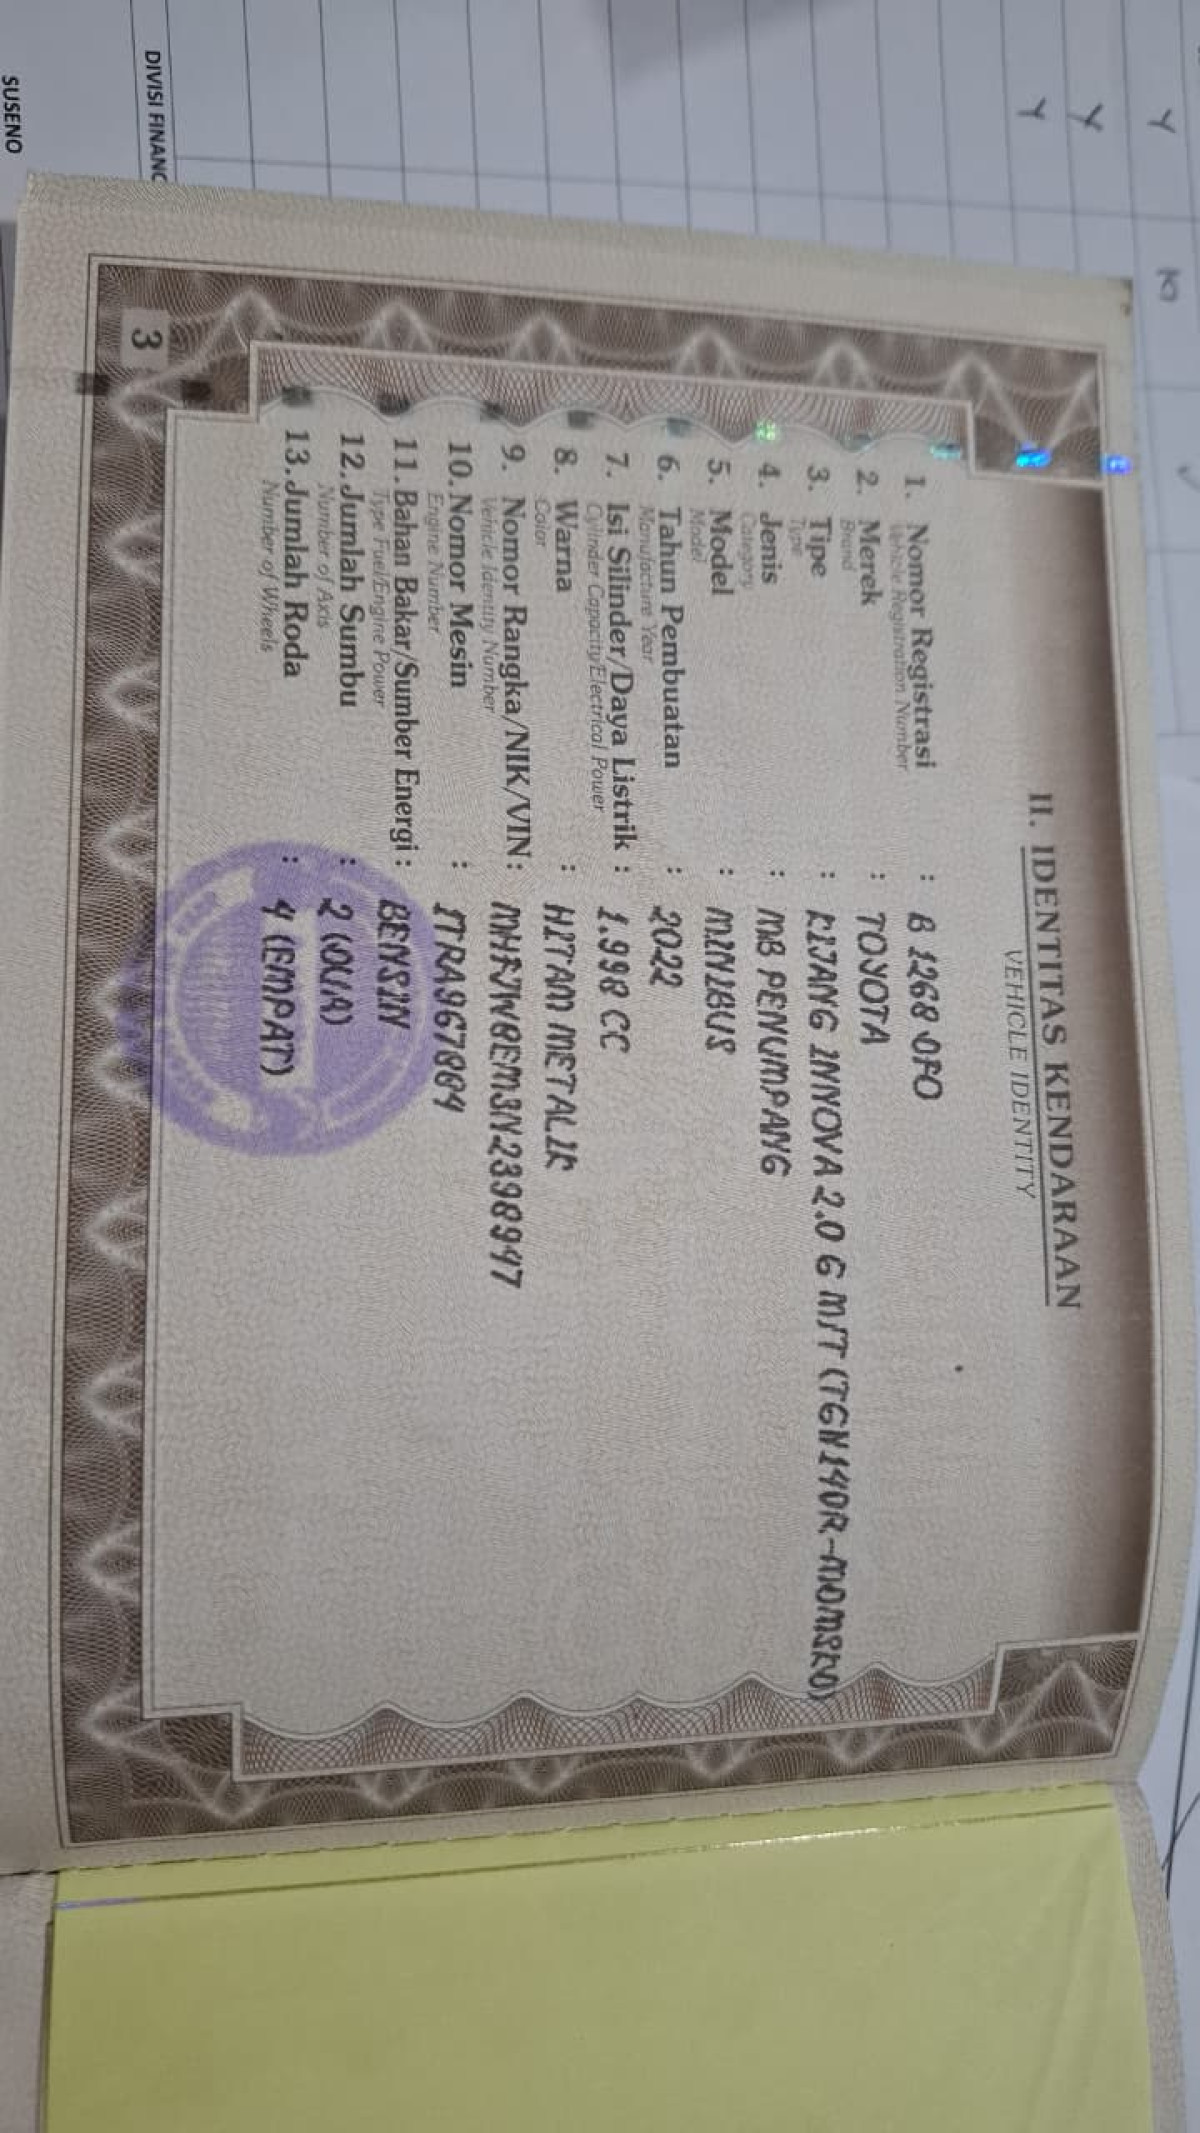 SUSENO
DIVISI FINANC
II. IDENTITAS KENDARAAN
VEHICLE IDENTITY
1. Nomor Registrasi : B 1268 DFO
Vehicle Registration Number
2. Merek : TOYOTA
Brand
3. Tipe : KIJANG INNOVA 2.0 G M/T (TGN140R-MDMSKD)
Type
4. Jenis : MB PENUMPANG
Category
5. Model : MINIBUS
Model
6. Tahun Pembuatan : 2022
Manufacture Year
7. Isi Silinder/Daya Listrik : 1.998 CC
Cylinder Capacity/Electrical Power
8. Warna : HITAM METALIK
Color
9. Nomor Rangka/NIK/VIN : MHFJW8EM3N2398947
Vehicle Identity Number
10. Nomor Mesin : 1TRA967884
Engine Number
11. Bahan Bakar/Sumber Energi : BENSIN
Type Fuel/Engine Power
12. Jumlah Sumbu : 2 (DUA)
Number of Axis
13. Jumlah Roda : 4 (EMPAT)
Number of Wheels
3